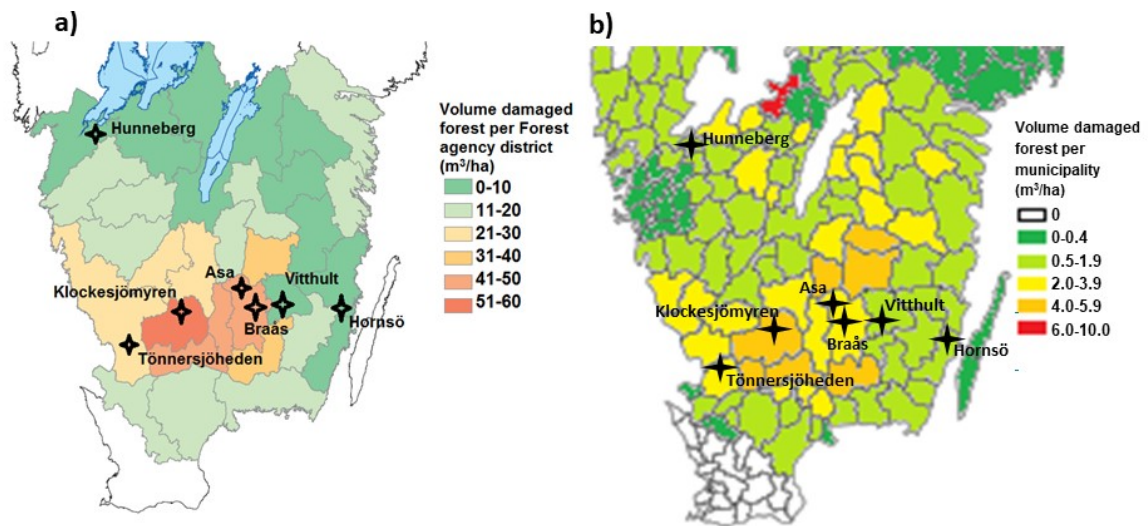 a)
Hunneberg
Asa
Vitthult
Klockesjömyren
Braås
Hornsö
Tönnersjöheden
Volume damaged
forest per Forest
agency district
(m³/ha)
0-10
11-20
21-30
31-40
41-50
51-60
b)
Hunneberg
Asa
Klockesjömyren
Vitthult
Braås
Hornsö
Tönnersjöheden
Volume damaged
forest per
municipality
(m³/ha)
0
0-0.4
0.5-1.9
2.0-3.9
4.0-5.9
6.0-10.0